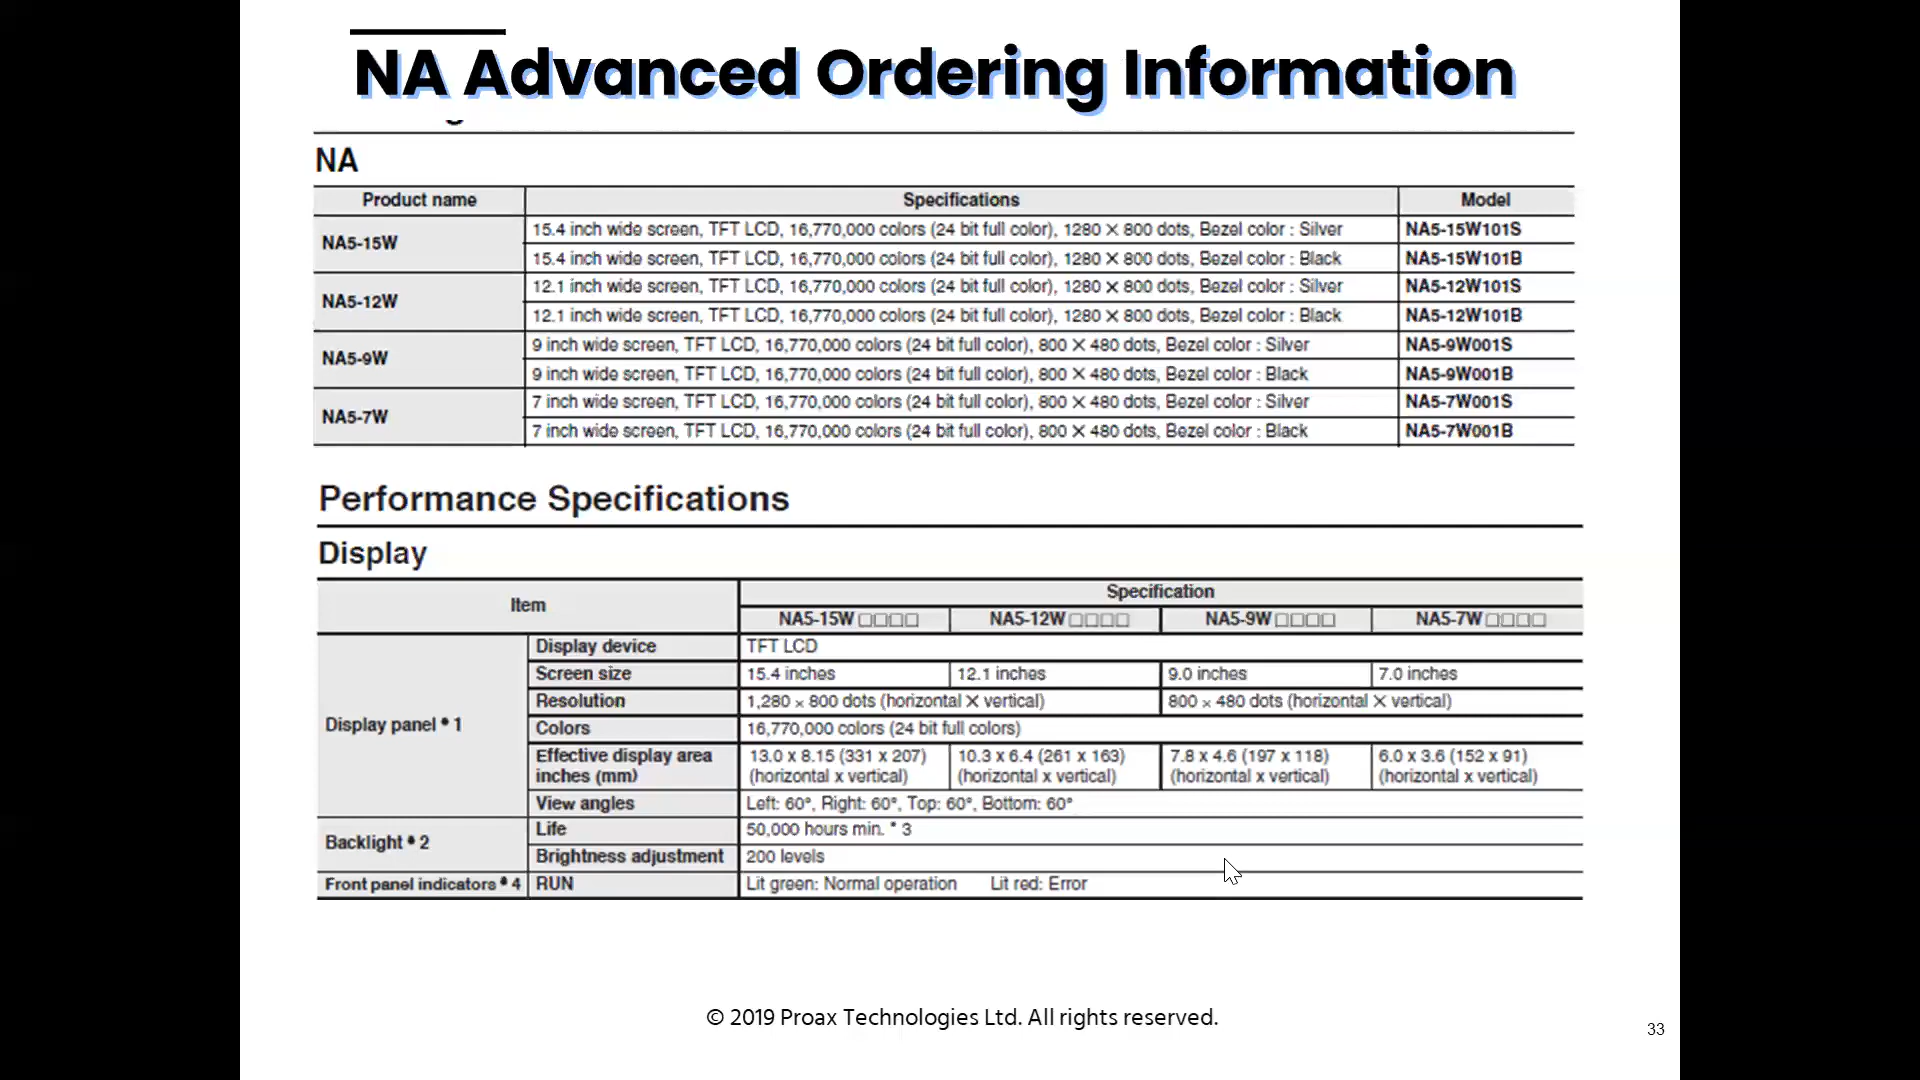 NA Advanced Ordering Information
NA
Product name Specifications Model
NA5-15W 15.4 inch wide screen, TFT LCD, 16,770,000 colors (24 bit full color), 1280 × 800 dots, Bezel color : Silver NA5-15W101S
15.4 inch wide screen, TFT LCD, 16,770,000 colors (24 bit full color), 1280 × 800 dots, Bezel color : Black NA5-15W101B
NA5-12W 12.1 inch wide screen, TFT LCD, 16,770,000 colors (24 bit full color), 1280 × 800 dots, Bezel color : Silver NA5-12W101S
12.1 inch wide screen, TFT LCD, 16,770,000 colors (24 bit full color), 1280 × 800 dots, Bezel color : Black NA5-12W101B
NA5-9W 9 inch wide screen, TFT LCD, 16,770,000 colors (24 bit full color), 800 × 480 dots, Bezel color : Silver NA5-9W001S
9 inch wide screen, TFT LCD, 16,770,000 colors (24 bit full color), 800 × 480 dots, Bezel color : Black NA5-9W001B
NA5-7W 7 inch wide screen, TFT LCD, 16,770,000 colors (24 bit full color), 800 × 480 dots, Bezel color : Silver NA5-7W001S
7 inch wide screen, TFT LCD, 16,770,000 colors (24 bit full color), 800 × 480 dots, Bezel color : Black NA5-7W001B
Performance Specifications
Display
Item Specification
NA5-15W□□□□ NA5-12W□□□□ NA5-9W□□□□ NA5-7W□□□□
Display panel *1 Display device TFT LCD
Screen size 15.4 inches 12.1 inches 9.0 inches 7.0 inches
Resolution 1,280 × 800 dots (horizontal × vertical) 800 × 480 dots (horizontal × vertical)
Colors 16,770,000 colors (24 bit full colors)
Effective display area 13.0 x 8.15 (331 x 207) 10.3 x 6.4 (261 x 163) 7.8 x 4.6 (197 x 118) 6.0 x 3.6 (152 x 91)
inches (mm) (horizontal x vertical) (horizontal x vertical) (horizontal x vertical) (horizontal x vertical)
View angles Left: 60°, Right: 60°, Top: 60°, Bottom: 60°
Backlight *2 Life 50,000 hours min. *3
Brightness adjustment 200 levels
Front panel indicators *4 RUN Lit green: Normal operation Lit red: Error
© 2019 Proax Technologies Ltd. All rights reserved.
33